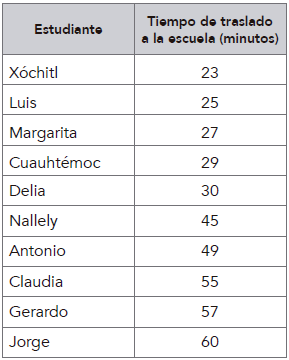 Estudiante
Tiempo de traslado
a la escuela (minutos)
Xóchitl 23
Luis 25
Margarita 27
Cuauhtémoc 29
Delia 30
Nallely 45
Antonio 49
Claudia 55
Gerardo 57
Jorge 60